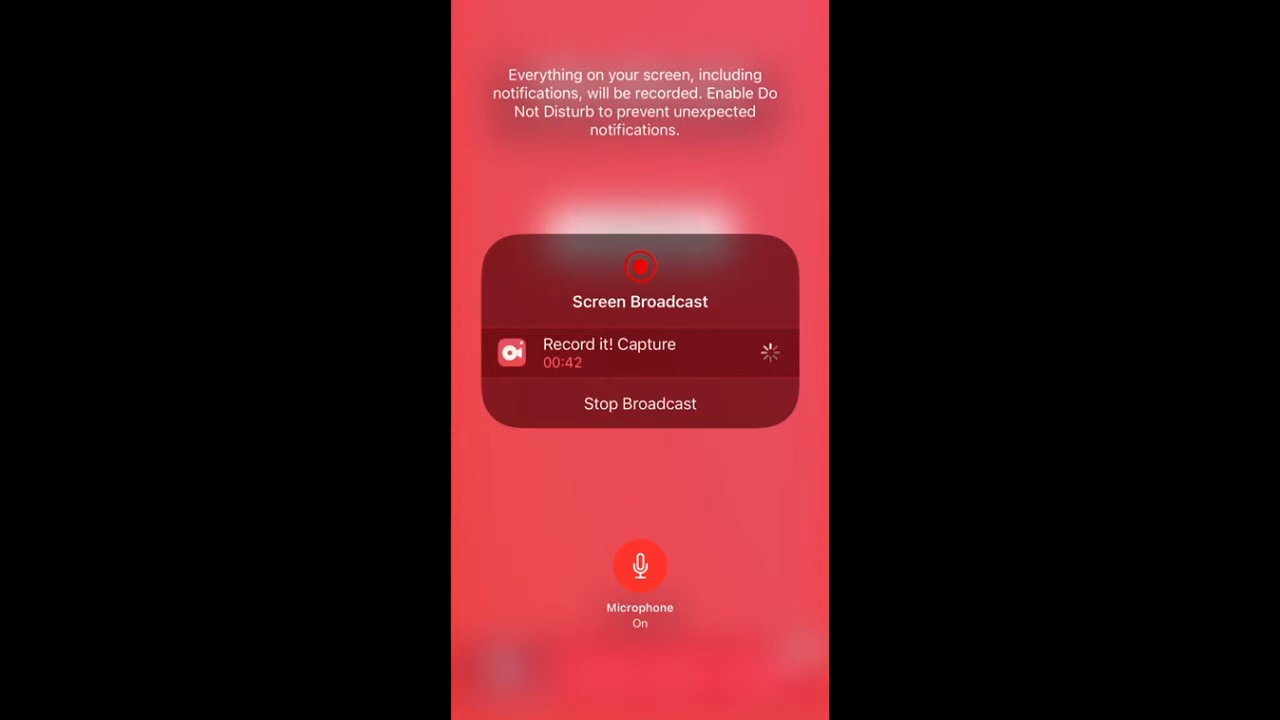 Everything on your screen, including
notifications, will be recorded. Enable Do
Not Disturb to prevent unexpected
notifications.
Screen Broadcast
Record it! Capture
00:42
Stop Broadcast
Microphone
On